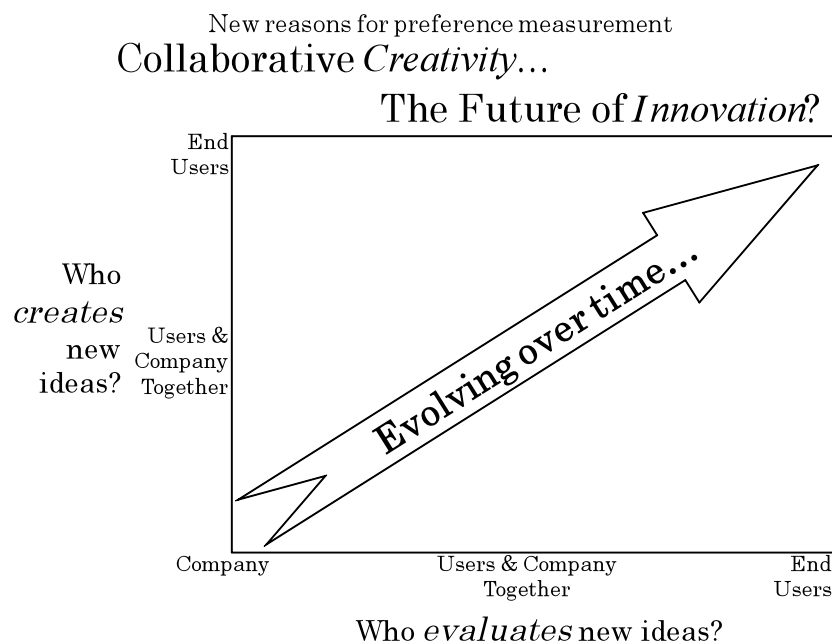 New reasons for preference measurement
Collaborative Creativity...
The Future of Innovation?
End
Users
Who
creates
new
ideas?
Users &
Company
Together
Evolving over time...
Company
Users & Company
Together
End
Users
Who evaluates new ideas?